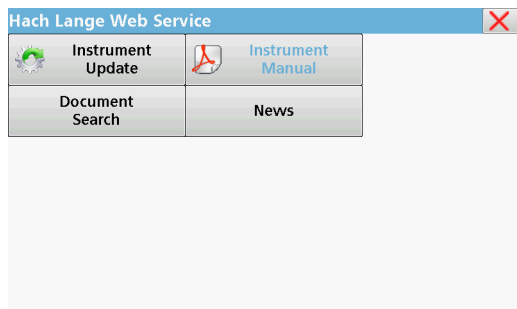 Hach Lange Web Service
Instrument
Update
Instrument
Manual
Document
Search
News